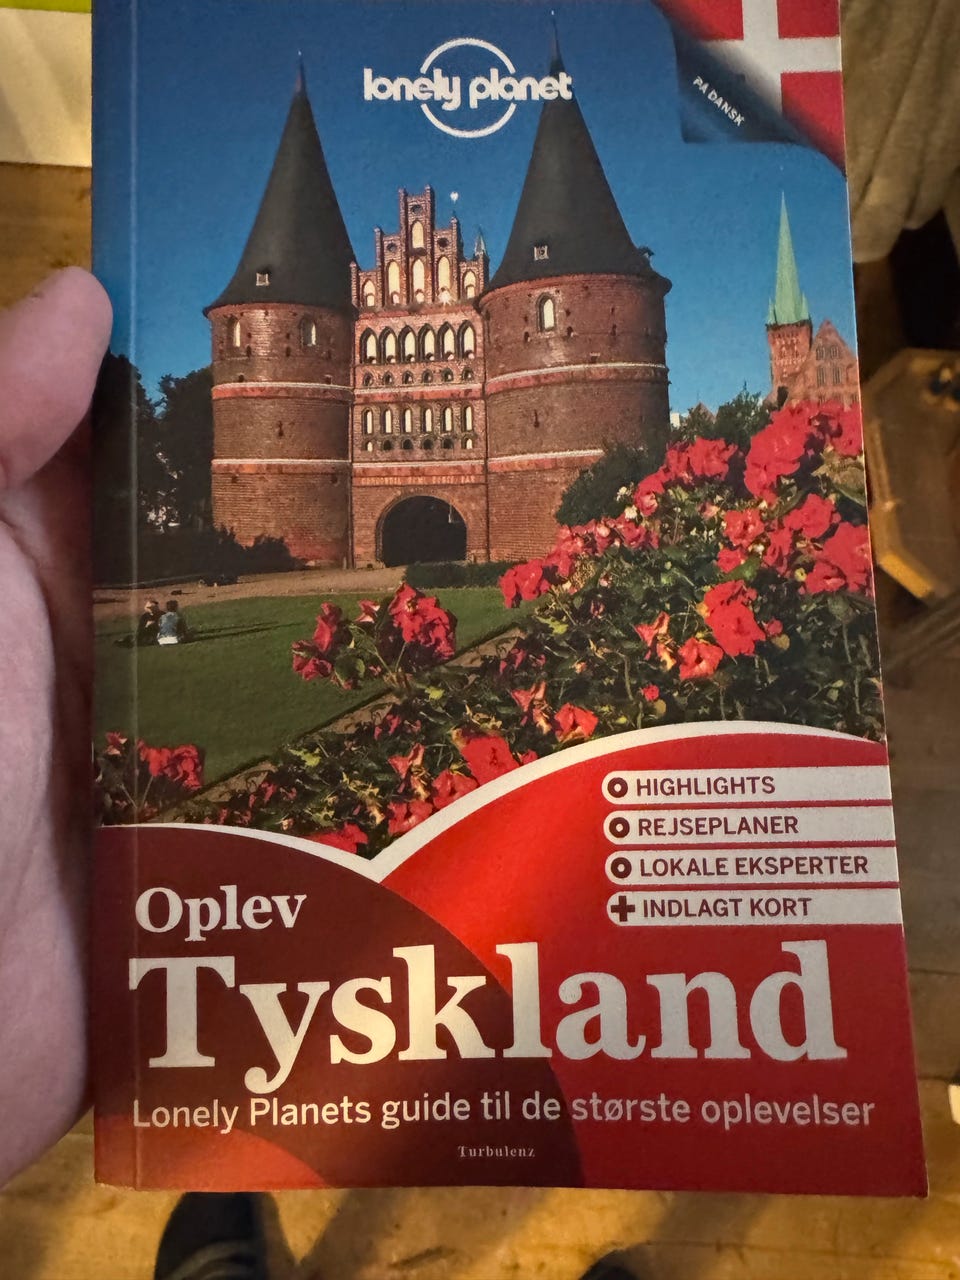 lonely planet
PÅ DANSK
HIGHLIGHTS
REJSEPLANER
LOKALE EKSPERTER
INDLAGT KORT
Oplev
Tyskland
Lonely Planets guide til de største oplevelser
Turbulenz